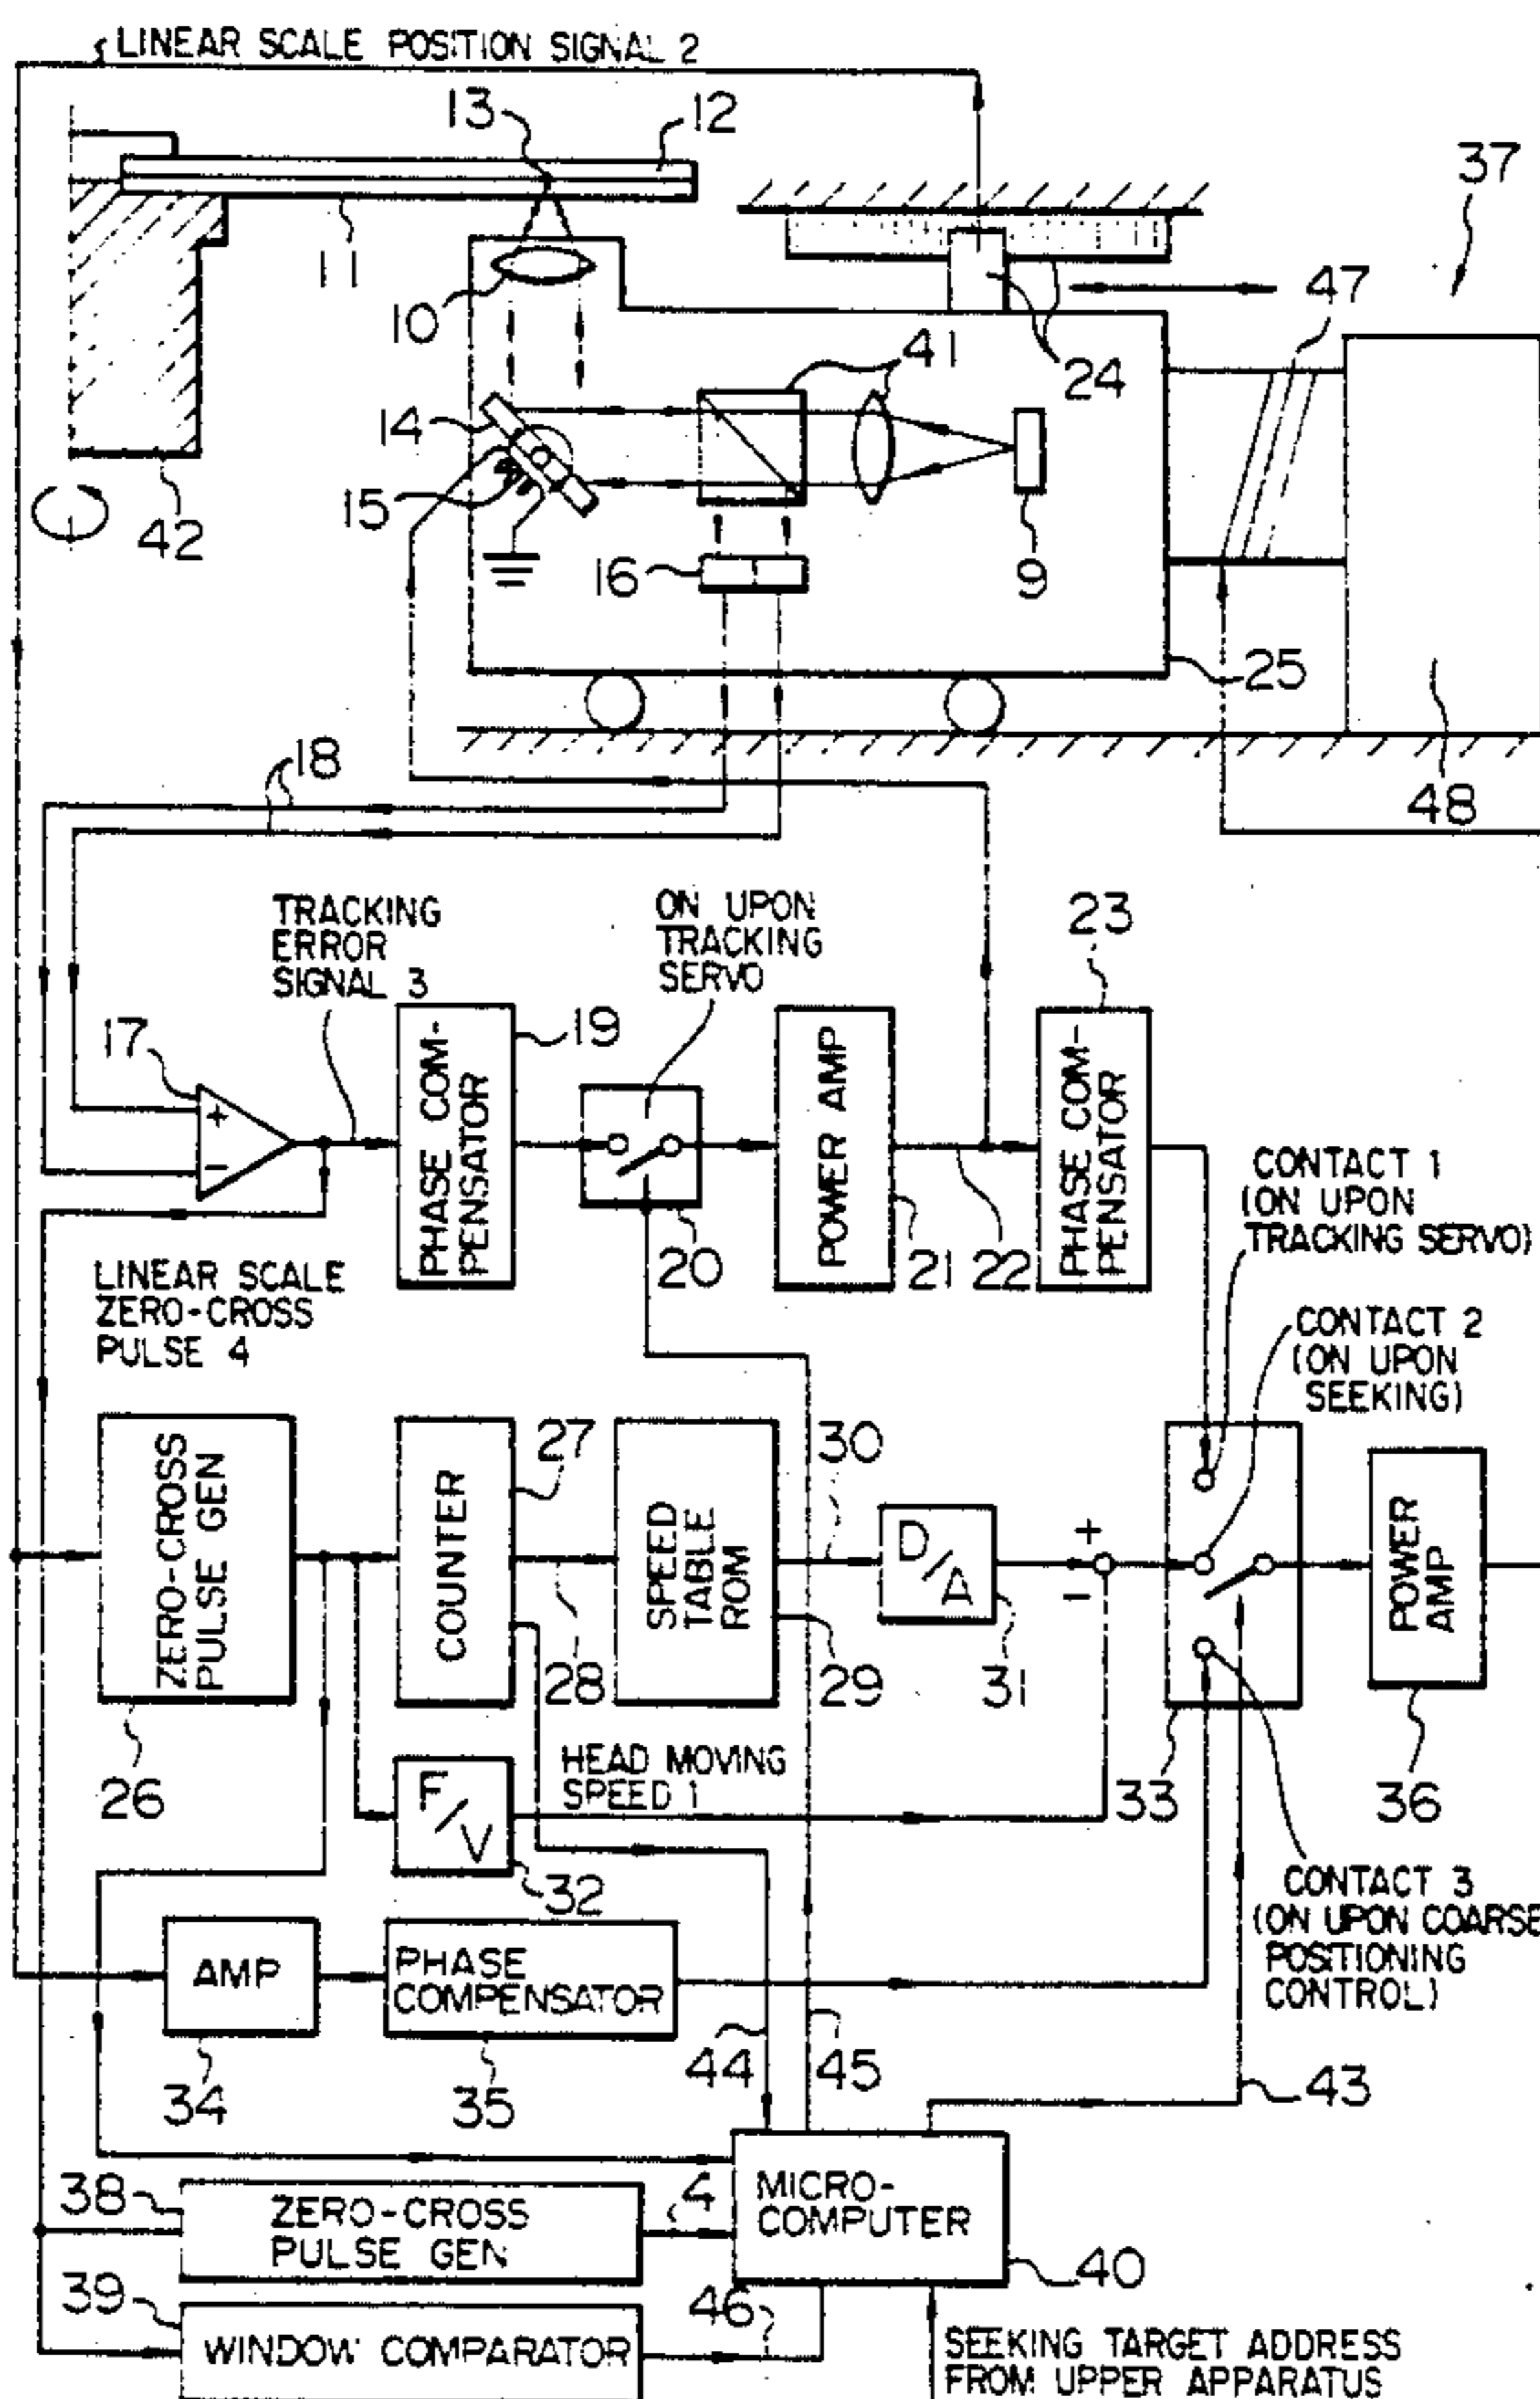 LINEAR SCALE POSITION SIGNAL 2
13
12
37
11
47
10
41
24
14
15
42
16
9
25
18
48
TRACKING
ERROR
SIGNAL 3
ON UPON
TRACKING
SERVO
23
17
19
+
−
PHASE COM-
PENSATOR
POWER AMP
PHASE COM-
PENSATOR
20
21
22
CONTACT 1
(ON UPON
TRACKING SERVO)
LINEAR SCALE
ZERO-CROSS
PULSE 4
CONTACT 2
(ON UPON
SEEKING)
27
30
ZERO-CROSS
PULSE GEN
COUNTER
SPEED
TABLE
ROM
D/A
+
−
POWER
AMP
28
29
31
26
HEAD MOVING
SPEED 1
33
36
F/V
32
CONTACT 3
(ON UPON COARSE
POSITIONING
CONTROL)
AMP
PHASE
COMPENSATOR
34
35
44
45
43
38
ZERO-CROSS
PULSE GEN
4
MICRO-
COMPUTER
40
39
WINDOW COMPARATOR
46
SEEKING TARGET ADDRESS
FROM UPPER APPARATUS